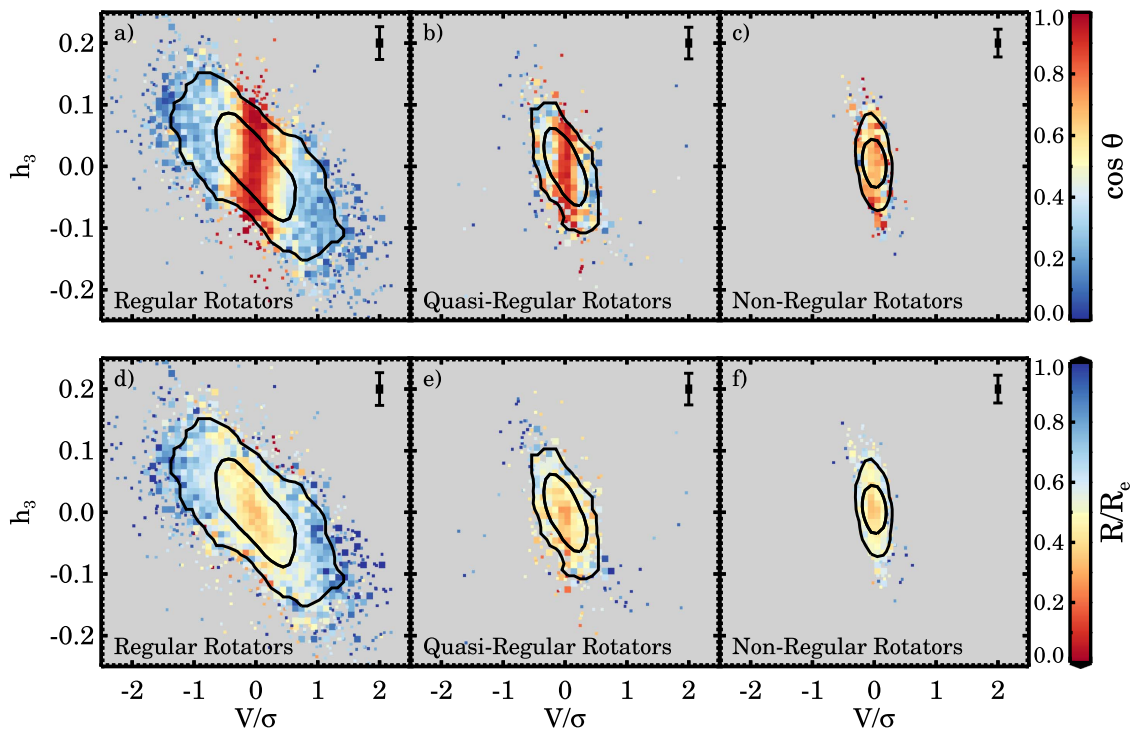 a) b) c)
0.2 0.1 0.0 -0.1 -0.2
h₃
Regular Rotators Quasi-Regular Rotators Non-Regular Rotators
1.0 0.8 0.6 0.4 0.2 0.0
cos θ
d) e) f)
0.2 0.1 0.0 -0.1 -0.2
h₃
Regular Rotators Quasi-Regular Rotators Non-Regular Rotators
1.0 0.8 0.6 0.4 0.2 0.0
R/Rₑ
-2 -1 0 1 2 -2 -1 0 1 2 -2 -1 0 1 2
V/σ V/σ V/σ